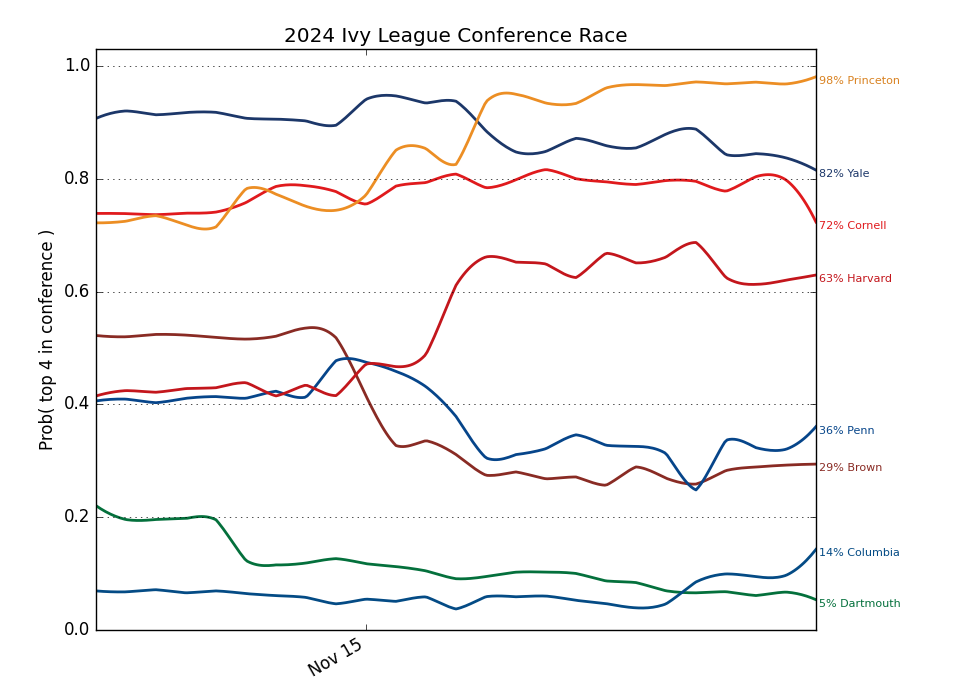 2024 Ivy League Conference Race
1.0
98% Princeton
0.8
82% Yale
72% Cornell
63% Harvard
0.6
Prob( top 4 in conference )
0.4
36% Penn
29% Brown
0.2
14% Columbia
5% Dartmouth
0.0
Nov 15